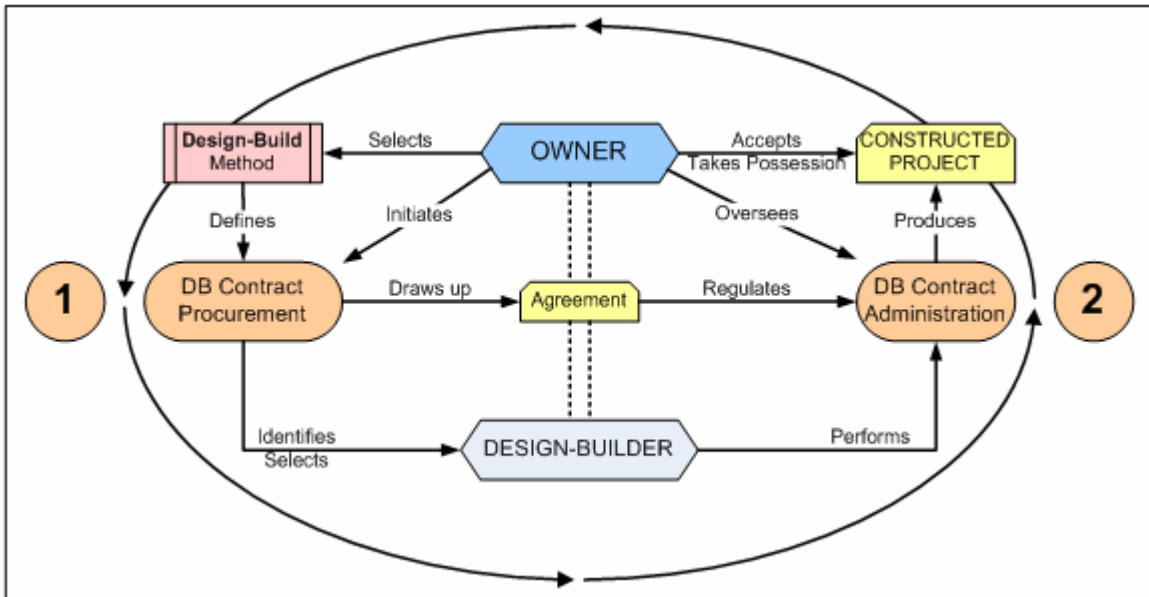 Design-Build
Method
Selects
OWNER
Accepts
Takes Possession
CONSTRUCTED
PROJECT
Defines
Initiates
Oversees
Produces
1
DB Contract
Procurement
Draws up
Agreement
Regulates
DB Contract
Administration
2
Identifies
Selects
DESIGN-BUILDER
Performs